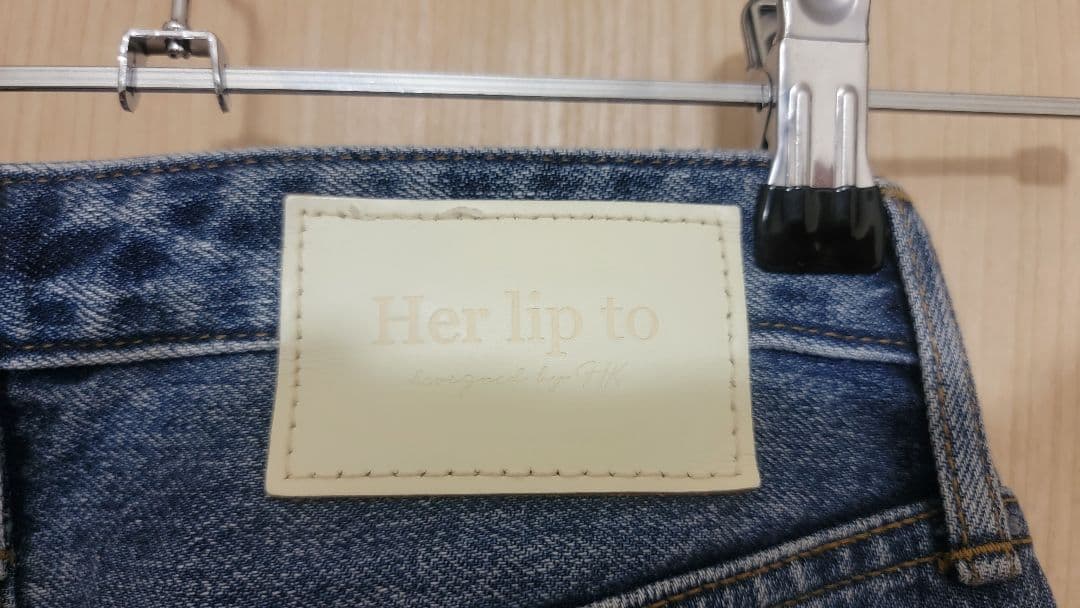 Her lip to
designed by HK